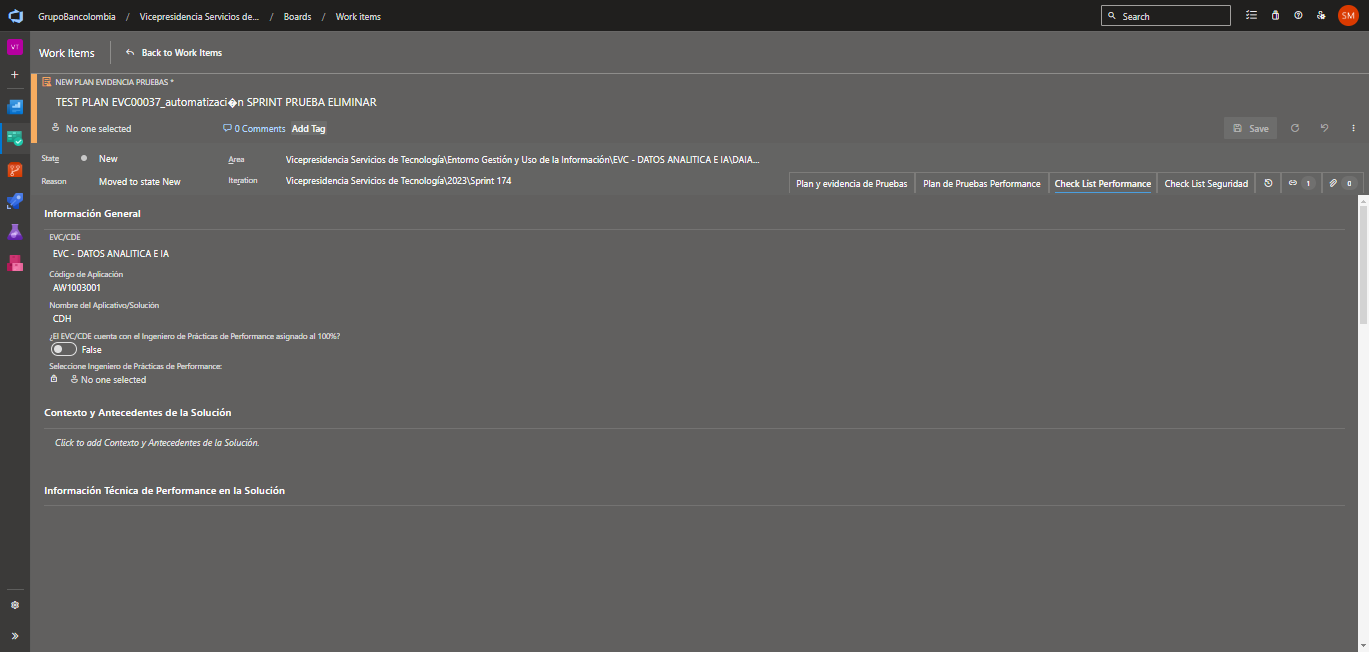 GrupoBancolombia / Vicepresidencia Servicios de... / Boards / Work items
Search
SM
VT
Work Items
Back to Work Items
NEW PLAN EVIDENCIA PRUEBAS *
TEST PLAN EVC00037_automatizaci�n SPRINT PRUEBA ELIMINAR
No one selected
0 Comments
Add Tag
Save
State
New
Area
Vicepresidencia Servicios de Tecnología\Entorno Gestión y Uso de la Información\EVC - DATOS ANALITICA E IA\DAIA...
Reason
Moved to state New
Iteration
Vicepresidencia Servicios de Tecnología\2023\Sprint 174
Plan y evidencia de Pruebas
Plan de Pruebas Performance
Check List Performance
Check List Seguridad
1
0
Información General
EVC/CDE
EVC - DATOS ANALITICA E IA
Código de Aplicación
AW1003001
Nombre del Aplicativo/Solución
CDH
¿El EVC/CDE cuenta con el Ingeniero de Prácticas de Performance asignado al 100%?
False
Seleccione Ingeniero de Prácticas de Performance:
No one selected
Contexto y Antecedentes de la Solución
Click to add Contexto y Antecedentes de la Solución.
Información Técnica de Performance en la Solución